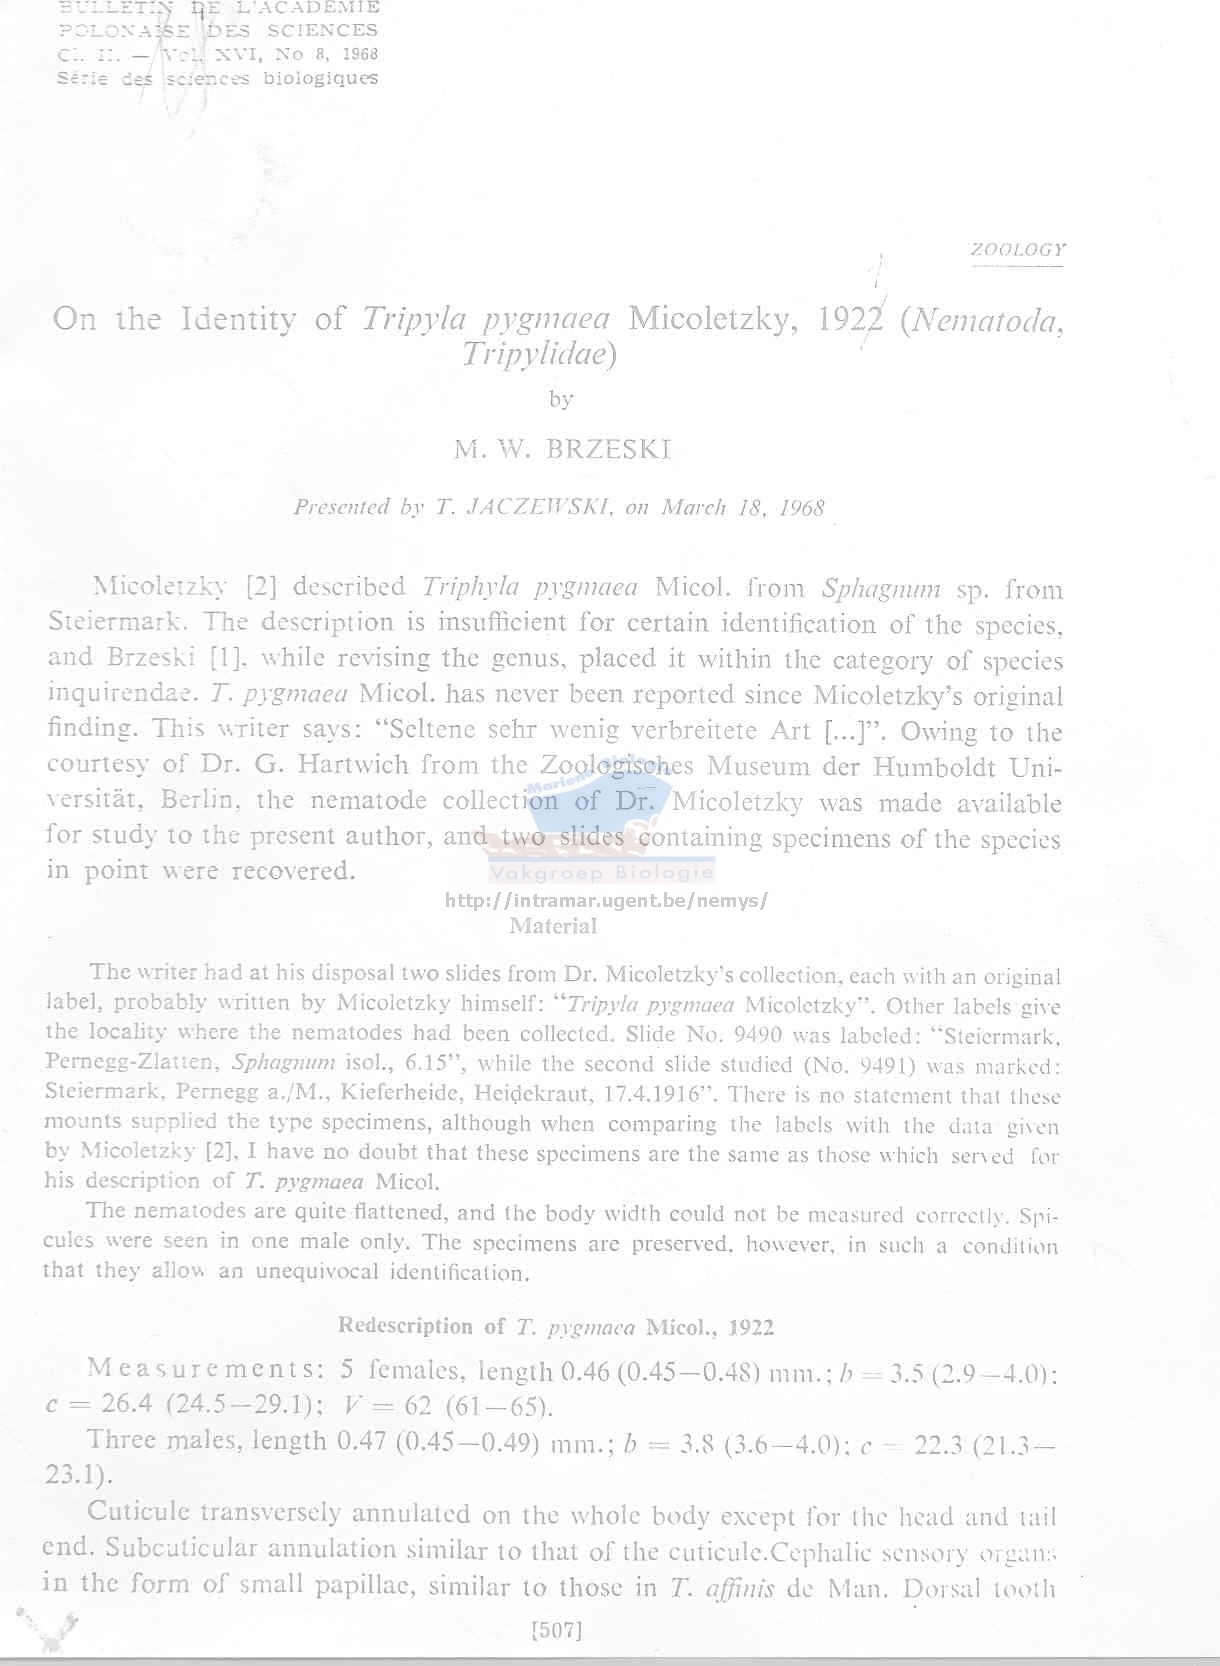 BULLETIN DE L'ACADÉMIE
POLONAISE DES SCIENCES
Cl. II. — Vol. XVI, No 8, 1968
Série des sciences biologiques
ZOOLOGY
On the Identity of Tripyla pygmaea Micoletzky, 1922 (Nematoda,
Tripylidae)
by
M. W. BRZESKI
Presented by T. JACZEWSKI, on March 18, 1968
Micoletzky [2] described Triphyla pygmaea Micol. from Sphagnum sp. from
Steiermark. The description is insufficient for certain identification of the species,
and Brzeski [1], while revising the genus, placed it within the category of species
inquirendae. T. pygmaea Micol. has never been reported since Micoletzky's original
finding. This writer says: “Seltene sehr wenig verbreitete Art [...]”. Owing to the
courtesy of Dr. G. Hartwich from the Zoologisches Museum der Humboldt Uni-
versität, Berlin, the nematode collection of Dr. Micoletzky was made available
for study to the present author, and two slides containing specimens of the species
in point were recovered.
Mariene Biologie
Vakgroep Biologie
http://intramar.ugent.be/nemys/
Material
The writer had at his disposal two slides from Dr. Micoletzky's collection, each with an original
label, probably written by Micoletzky himself: “Tripyla pygmaea Micoletzky”. Other labels give
the locality where the nematodes had been collected. Slide No. 9490 was labeled: “Steiermark,
Pernegg-Zlatten, Sphagnum isol., 6.15”, while the second slide studied (No. 9491) was marked:
Steiermark, Pernegg a./M., Kieferheide, Heidekraut, 17.4.1916”. There is no statement that these
mounts supplied the type specimens, although when comparing the labels with the data given
by Micoletzky [2], I have no doubt that these specimens are the same as those which served for
his description of T. pygmaea Micol.
The nematodes are quite flattened, and the body width could not be measured correctly. Spi-
cules were seen in one male only. The specimens are preserved, however, in such a condition
that they allow an unequivocal identification.
Redescription of T. pygmaea Micol., 1922
Measurements: 5 females, length 0.46 (0.45—0.48) mm.; b = 3.5 (2.9—4.0);
c = 26.4 (24.5—29.1); V = 62 (61—65).
Three males, length 0.47 (0.45—0.49) mm.; b = 3.8 (3.6—4.0); c = 22.3 (21.3—
23.1).
Cuticule transversely annulated on the whole body except for the head and tail
end. Subcuticular annulation similar to that of the cuticule.Cephalic sensory organs
in the form of small papillae, similar to those in T. affinis de Man. Dorsal tooth
[507]